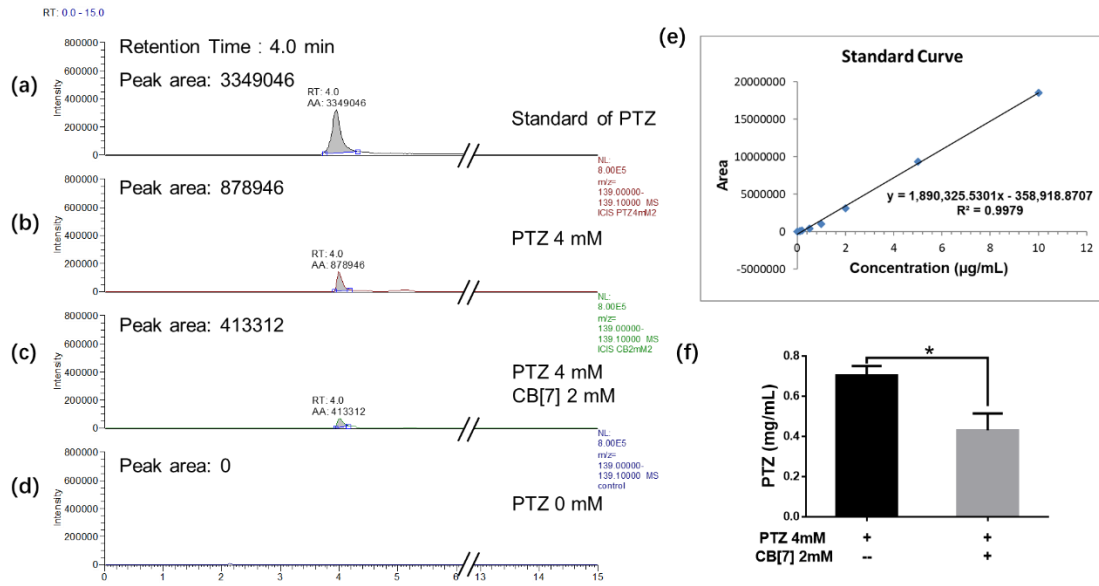 RT: 0.0 - 15.0
(a)
Retention Time : 4.0 min
Peak area: 3349046
RT: 4.0
AA: 3349046
Standard of PTZ
Intensity
800000
600000
400000
200000
0
NL:
8.00E5
m/z=
139.00000-
139.10000 MS
ICIS PTZ4mM2
(b)
Peak area: 878946
RT: 4.0
AA: 878946
PTZ 4 mM
Intensity
800000
600000
400000
200000
0
NL:
8.00E5
m/z=
139.00000-
139.10000 MS
ICIS CB2mM2
(c)
Peak area: 413312
RT: 4.0
AA: 413312
PTZ 4 mM
CB[7] 2 mM
Intensity
800000
600000
400000
200000
0
NL:
8.00E5
m/z=
139.00000-
139.10000 MS
control
(d)
Peak area: 0
PTZ 0 mM
Intensity
800000
600000
400000
200000
0
0 1 2 3 4 5 6 13 14 15
(e)
Standard Curve
Area
20000000
15000000
10000000
5000000
0
-5000000
y = 1,890,325.5301x - 358,918.8707
R² = 0.9979
0 2 4 6 8 10 12
Concentration (µg/mL)
(f)
*
PTZ (mg/mL)
0.8
0.6
0.4
0.2
0.0
PTZ 4mM + +
CB[7] 2mM -- +